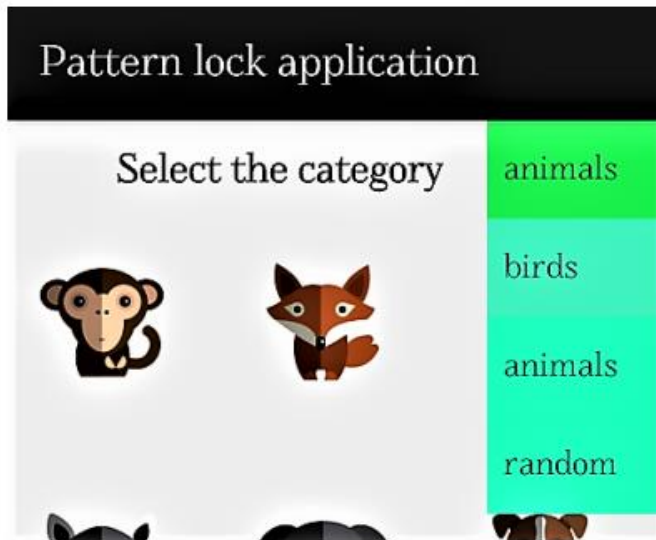 Pattern lock application
Select the category
animals
birds
animals
random